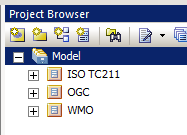 Project Browser
Model
ISO TC211
OGC
WMO